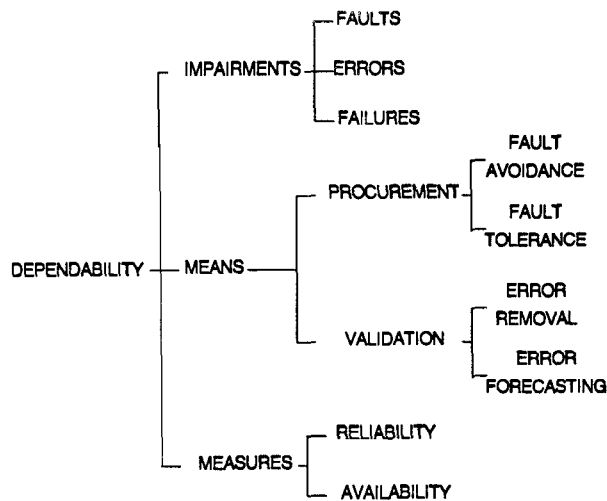 DEPENDABILITY
IMPAIRMENTS
FAULTS
ERRORS
FAILURES
MEANS
PROCUREMENT
FAULT
AVOIDANCE
FAULT
TOLERANCE
VALIDATION
ERROR
REMOVAL
ERROR
FORECASTING
MEASURES
RELIABILITY
AVAILABILITY